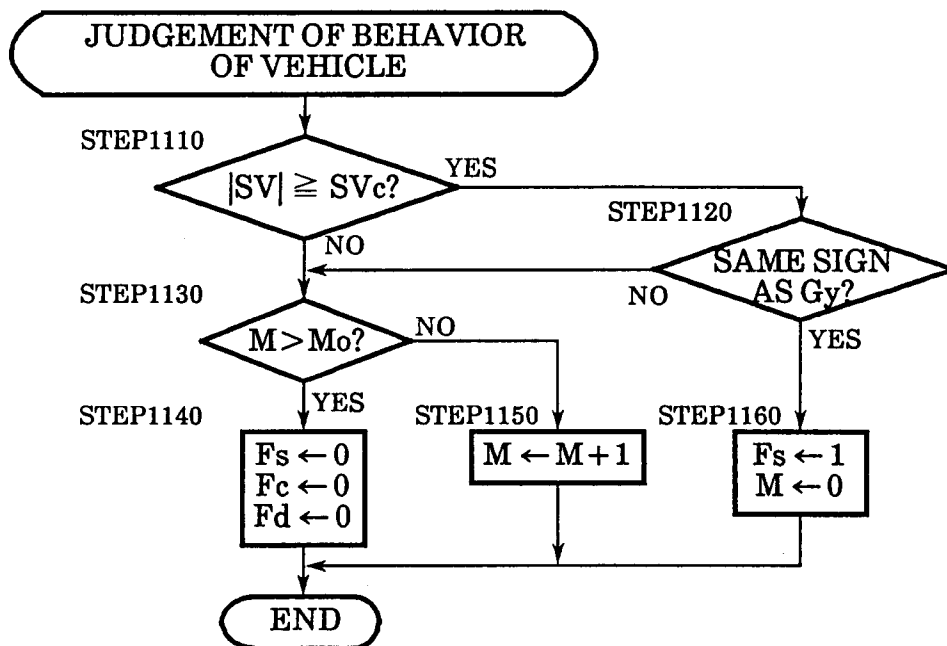 JUDGEMENT OF BEHAVIOR
OF VEHICLE
STEP1110
|SV| ≧ SVc?
YES
NO
STEP1120
SAME SIGN
AS Gy?
NO
YES
STEP1130
M > Mo?
NO
YES
STEP1140
Fs ← 0
Fc ← 0
Fd ← 0
STEP1150
M ← M + 1
STEP1160
Fs ← 1
M ← 0
END